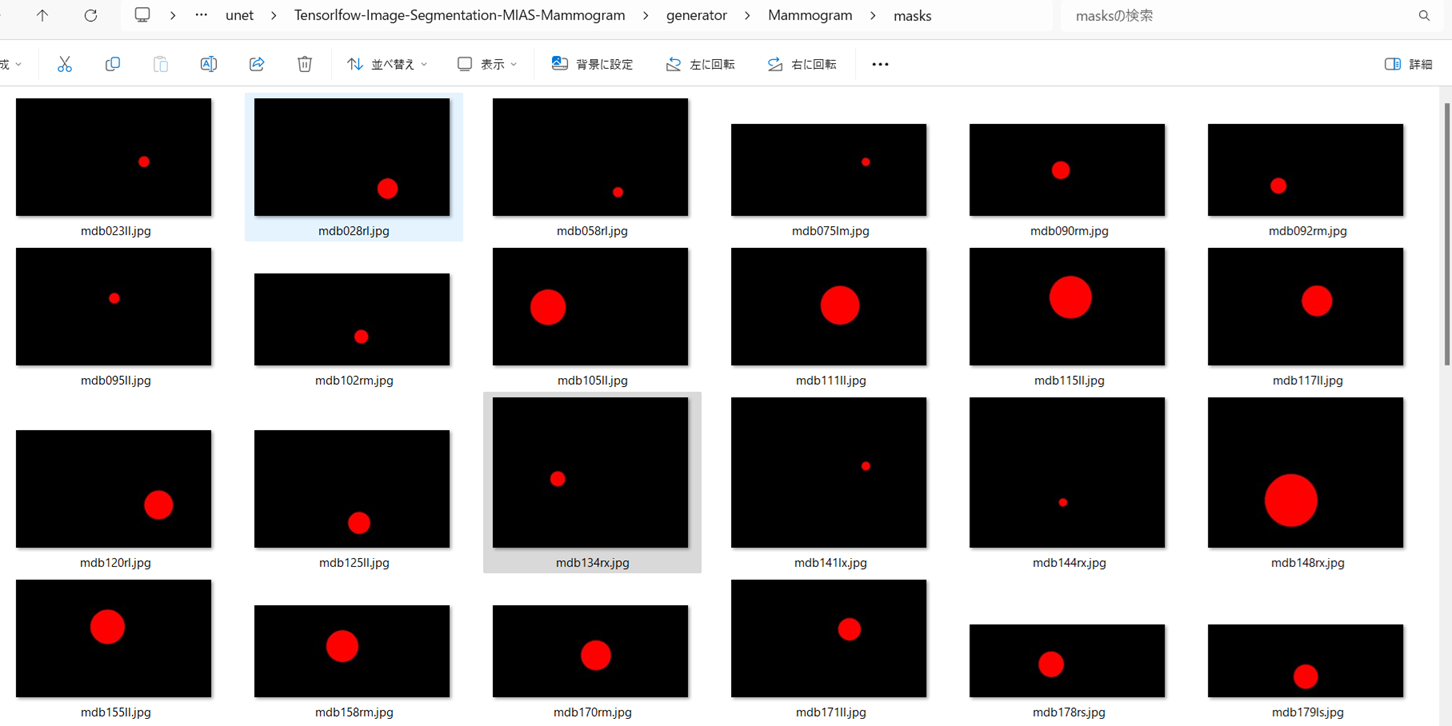 unet > Tensorlfow-Image-Segmentation-MIAS-Mammogram > generator > Mammogram > masks masksの検索
成 並べ替え 表示 背景に設定 左に回転 右に回転 詳細
mdb023ll.jpg mdb028rl.jpg mdb058rl.jpg mdb075lm.jpg mdb090rm.jpg mdb092rm.jpg
mdb095ll.jpg mdb102rm.jpg mdb105ll.jpg mdb111ll.jpg mdb115ll.jpg mdb117ll.jpg
mdb120rl.jpg mdb125ll.jpg mdb134rx.jpg mdb141lx.jpg mdb144rx.jpg mdb148rx.jpg
mdb155ll.jpg mdb158rm.jpg mdb170rm.jpg mdb171ll.jpg mdb178rs.jpg mdb179ls.jpg